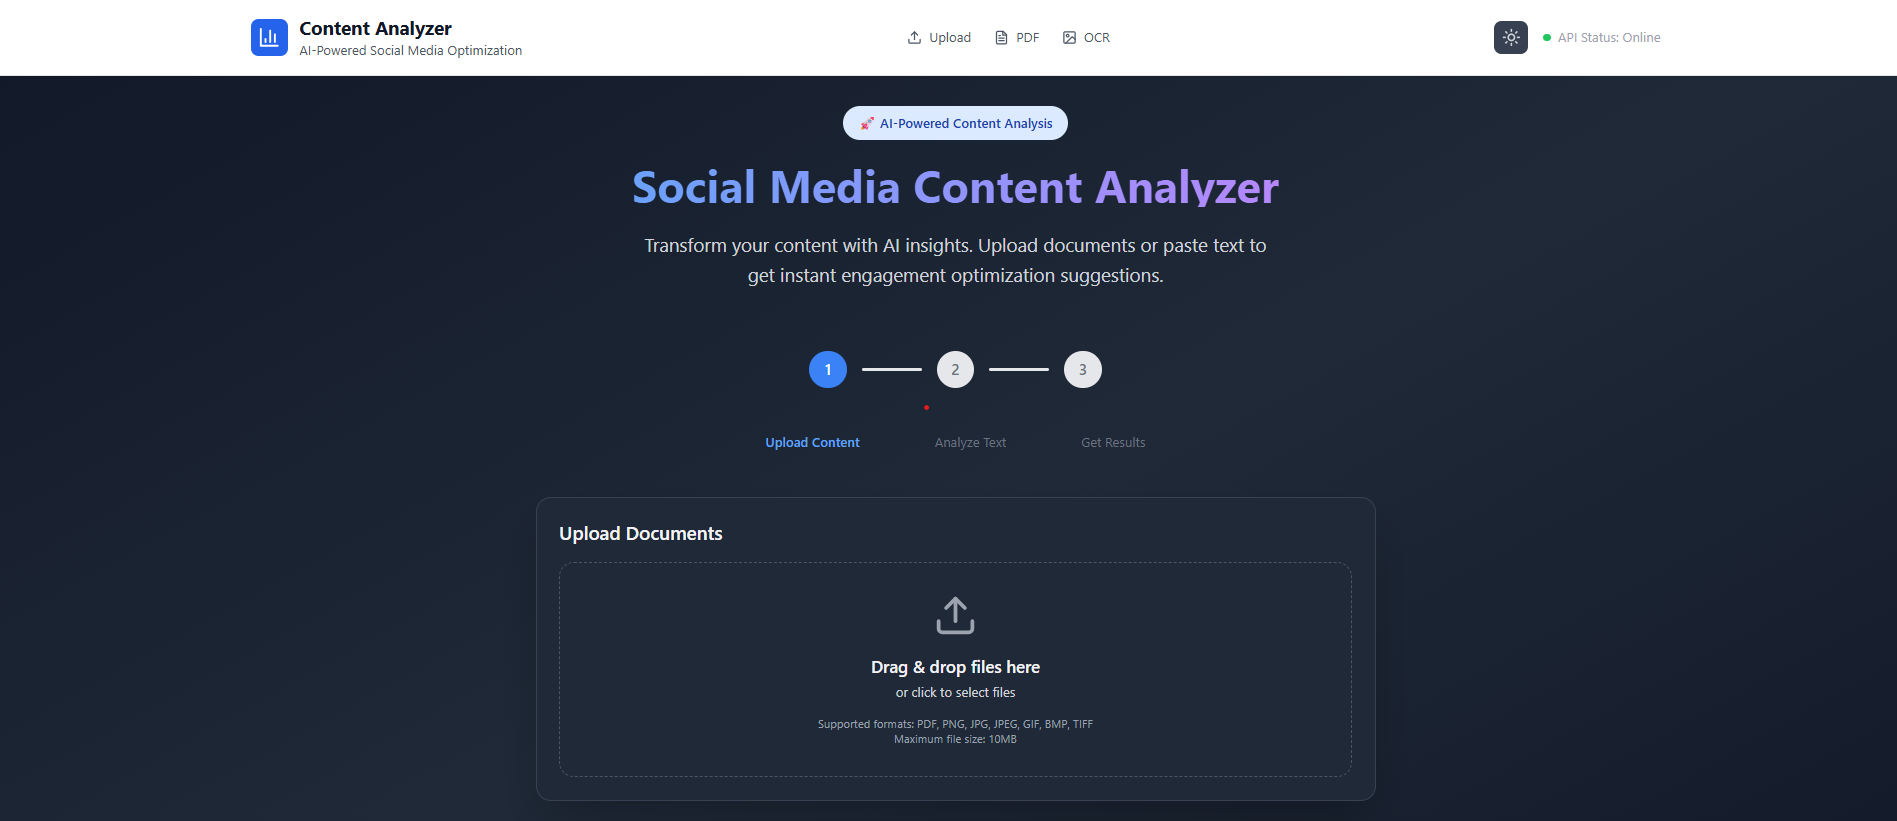 Content Analyzer
AI-Powered Social Media Optimization
Upload
PDF
OCR
API Status: Online
🚀 AI-Powered Content Analysis
Social Media Content Analyzer
Transform your content with AI insights. Upload documents or paste text to
get instant engagement optimization suggestions.
1
2
3
Upload Content
Analyze Text
Get Results
Upload Documents
Drag & drop files here
or click to select files
Supported formats: PDF, PNG, JPG, JPEG, GIF, BMP, TIFF
Maximum file size: 10MB